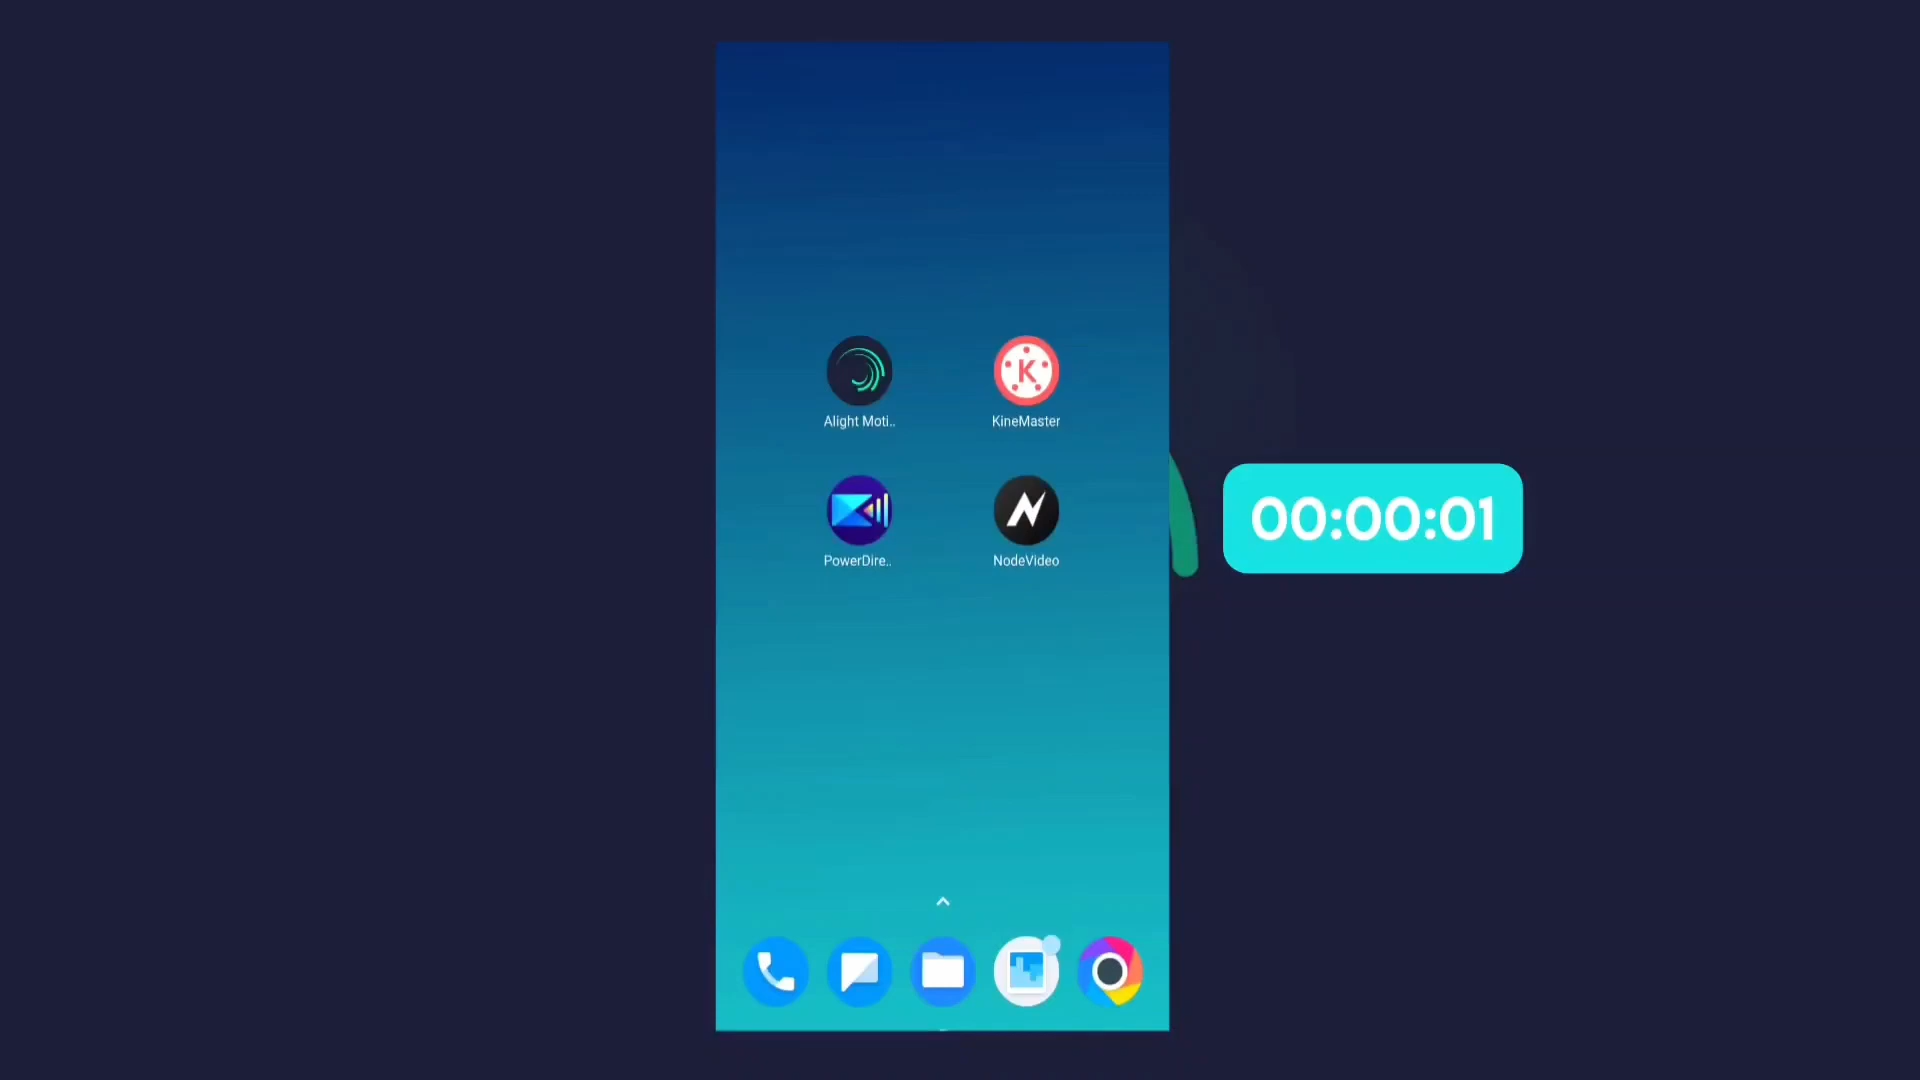 Alight Moti..
K
KineMaster
PowerDire..
N
NodeVideo
00:00:01